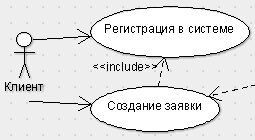 Регистрация в системе
<<include>>
Клиент
Создание заявки